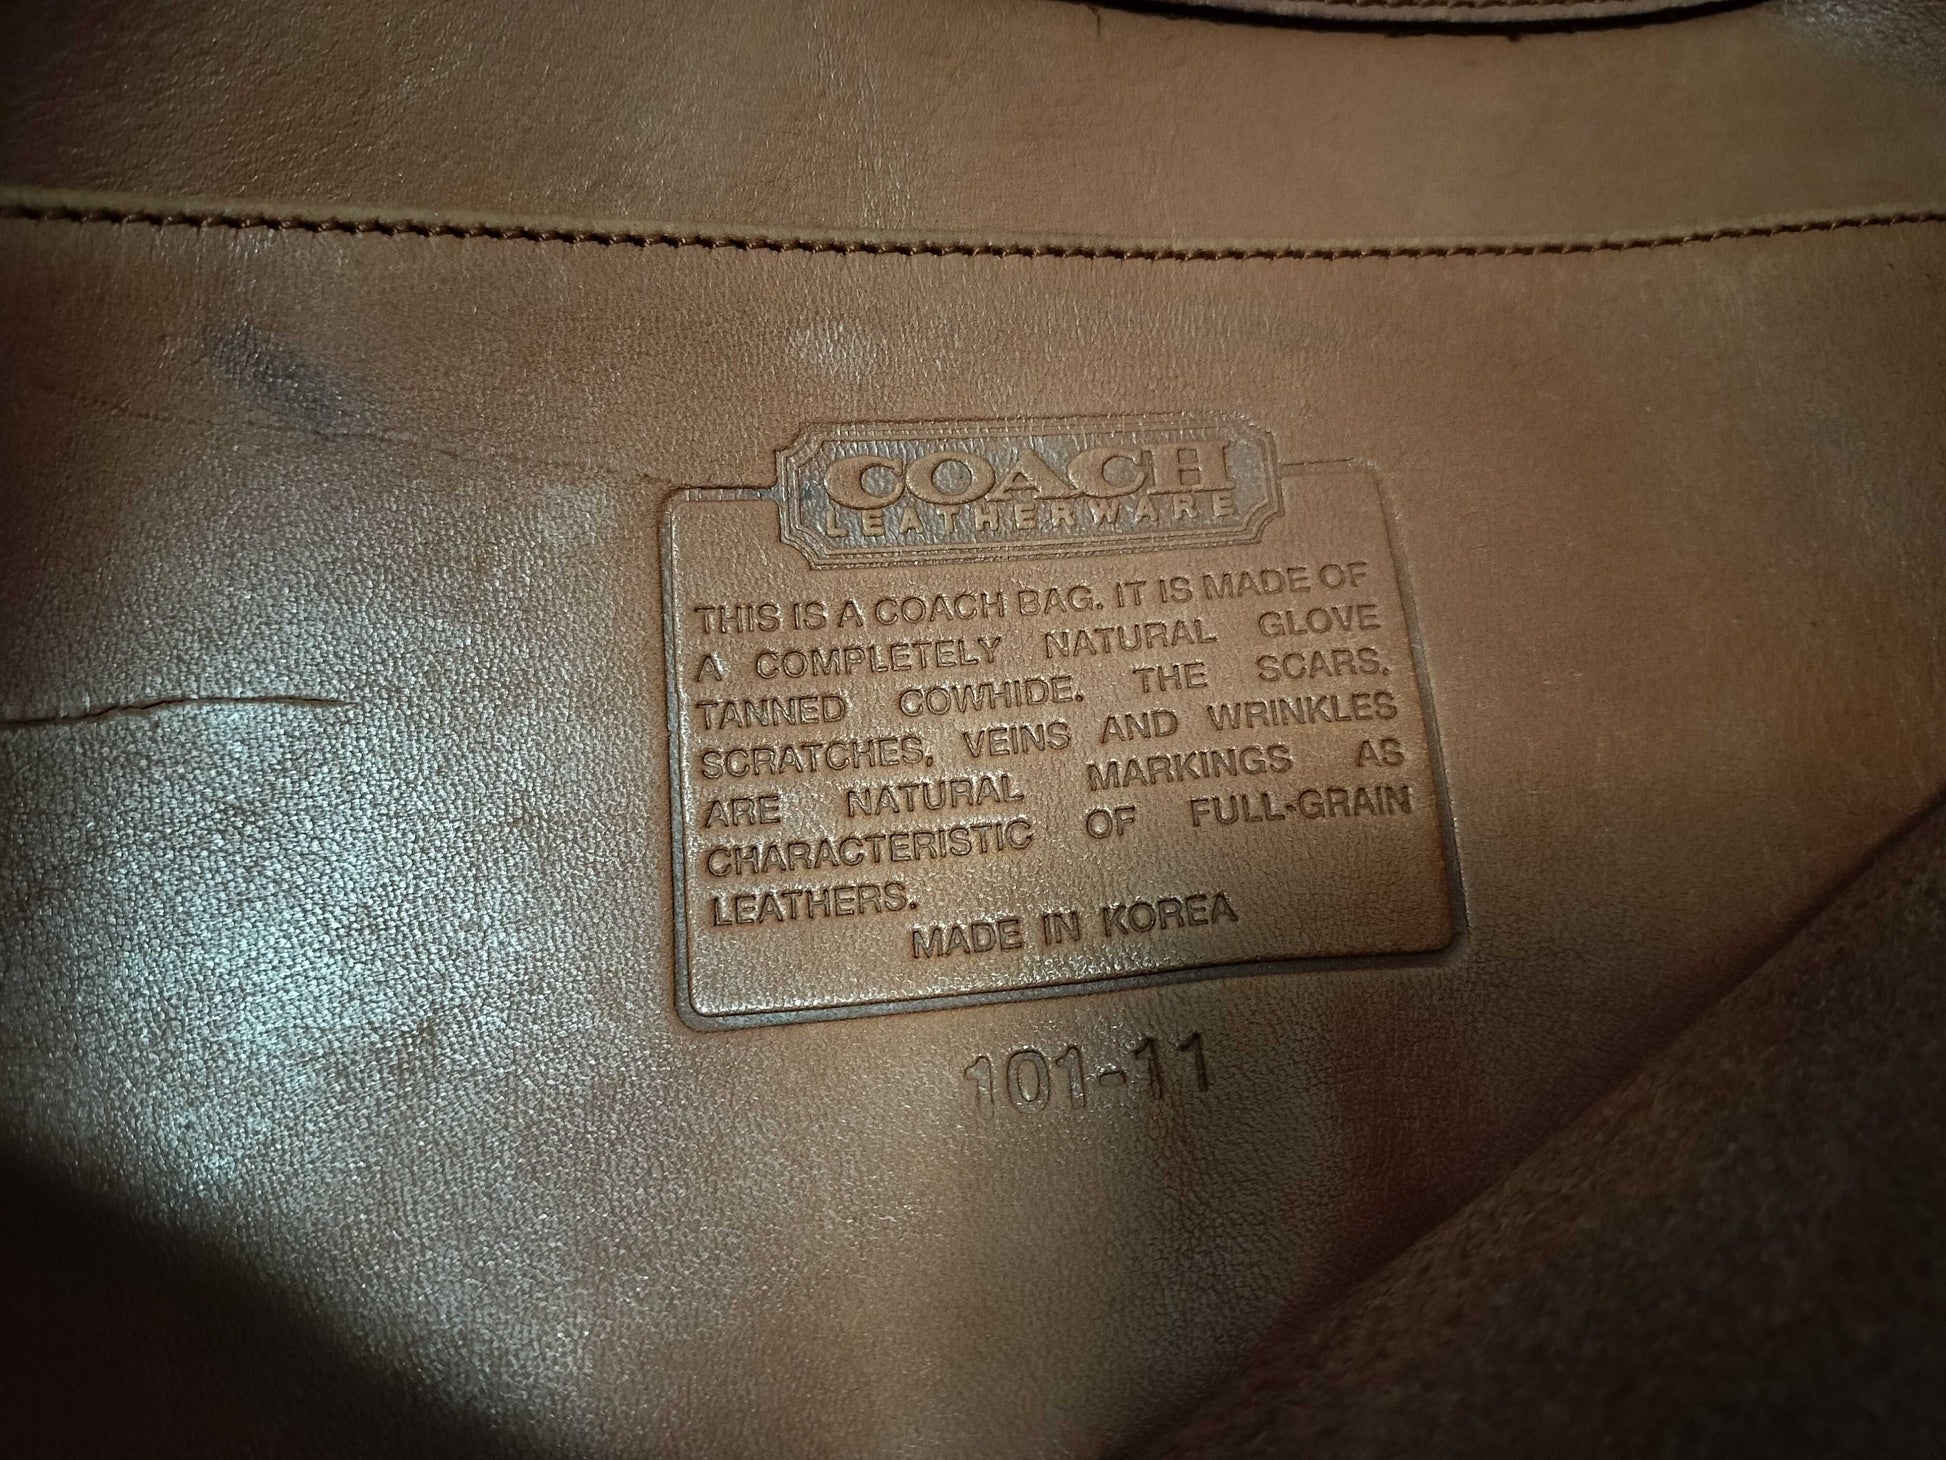 COACH
LEATHERWARE
THIS IS A COACH BAG. IT IS MADE OF
A COMPLETELY NATURAL GLOVE
TANNED COWHIDE. THE SCARS,
SCRATCHES, VEINS AND WRINKLES
ARE NATURAL MARKINGS AS
CHARACTERISTIC OF FULL-GRAIN
LEATHERS.
MADE IN KOREA
101-11